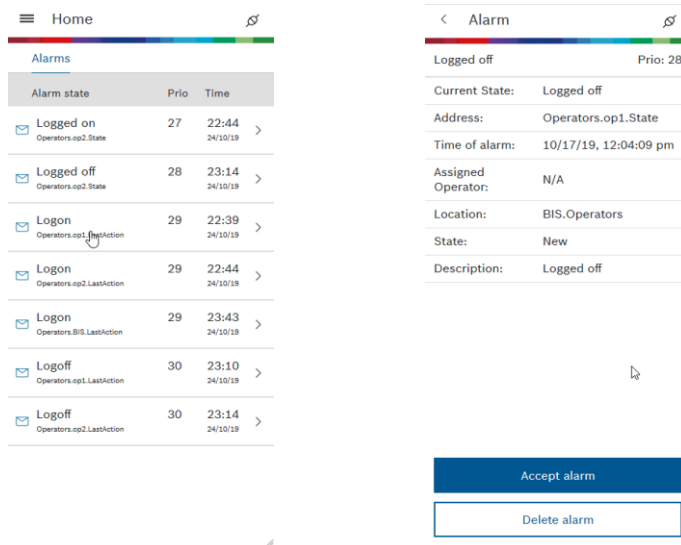 Home
Alarms
Alarm state Prio Time
Logged on 27 22:44
Operators.op2.State 24/10/19
Logged off 28 23:14
Operators.op2.State 24/10/19
Logon 29 22:39
Operators.op1.LastAction 24/10/19
Logon 29 22:44
Operators.op2.LastAction 24/10/19
Logon 29 23:43
Operators.BIS.LastAction 24/10/19
Logoff 30 23:10
Operators.op1.LastAction 24/10/19
Logoff 30 23:14
Operators.op2.LastAction 24/10/19
Alarm
Logged off Prio: 28
Current State: Logged off
Address: Operators.op1.State
Time of alarm: 10/17/19, 12:04:09 pm
Assigned
Operator: N/A
Location: BIS.Operators
State: New
Description: Logged off
Accept alarm
Delete alarm